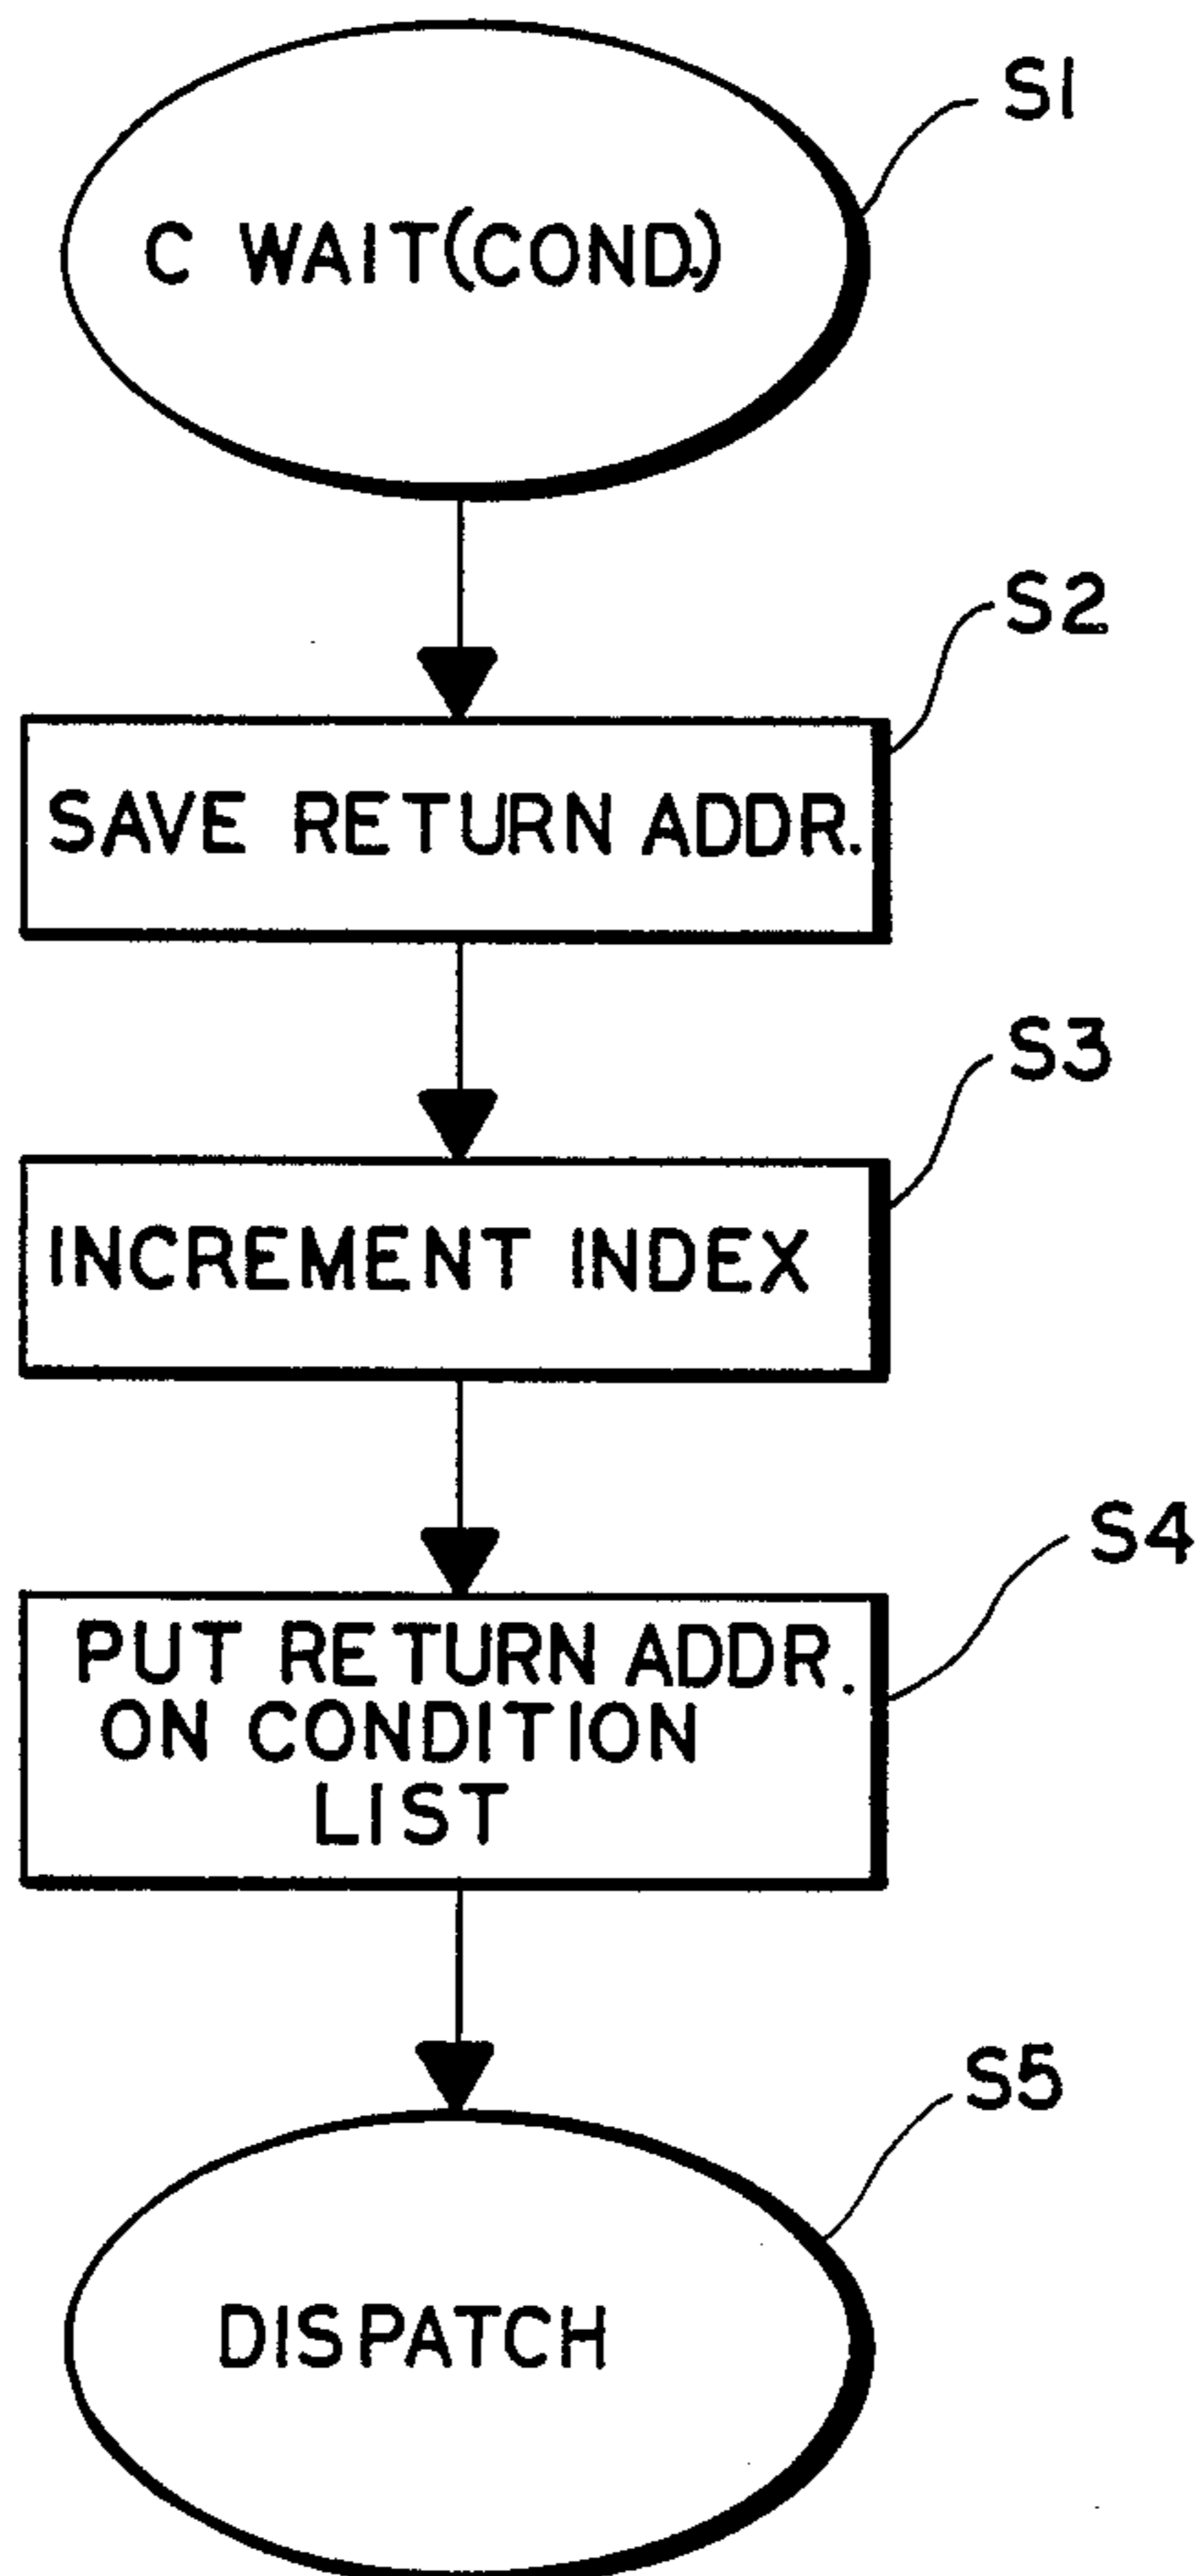 S1
C WAIT(COND.)
S2
SAVE RETURN ADDR.
S3
INCREMENT INDEX
S4
PUT RETURN ADDR.
ON CONDITION
LIST
S5
DISPATCH